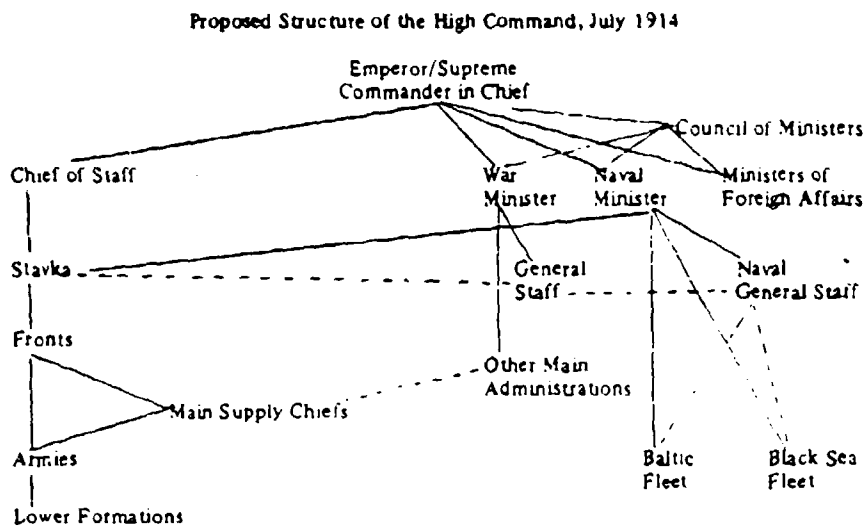 Proposed Structure of the High Command, July 1914
Emperor/Supreme
Commander in Chief
Council of Ministers
Chief of Staff
War
Minister
Naval
Minister
Ministers of
Foreign Affairs
Stavka
General
Staff
Naval
General Staff
Fronts
Other Main
Administrations
Main Supply Chiefs
Armies
Baltic
Fleet
Black Sea
Fleet
Lower Formations